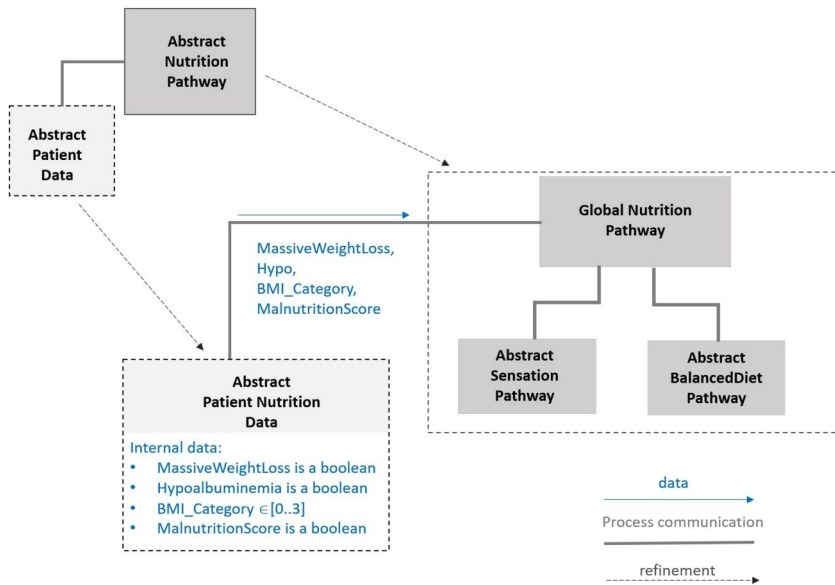 Abstract
Nutrition
Pathway
Abstract
Patient
Data
Global Nutrition
Pathway
MassiveWeightLoss,
Hypo,
BMI_Category,
MalnutritionScore
Abstract
Sensation
Pathway
Abstract
BalancedDiet
Pathway
Abstract
Patient Nutrition
Data
Internal data:
• MassiveWeightLoss is a boolean
• Hypoalbuminemia is a boolean
• BMI_Category ∈[0..3]
• MalnutritionScore is a boolean
data
Process communication
refinement